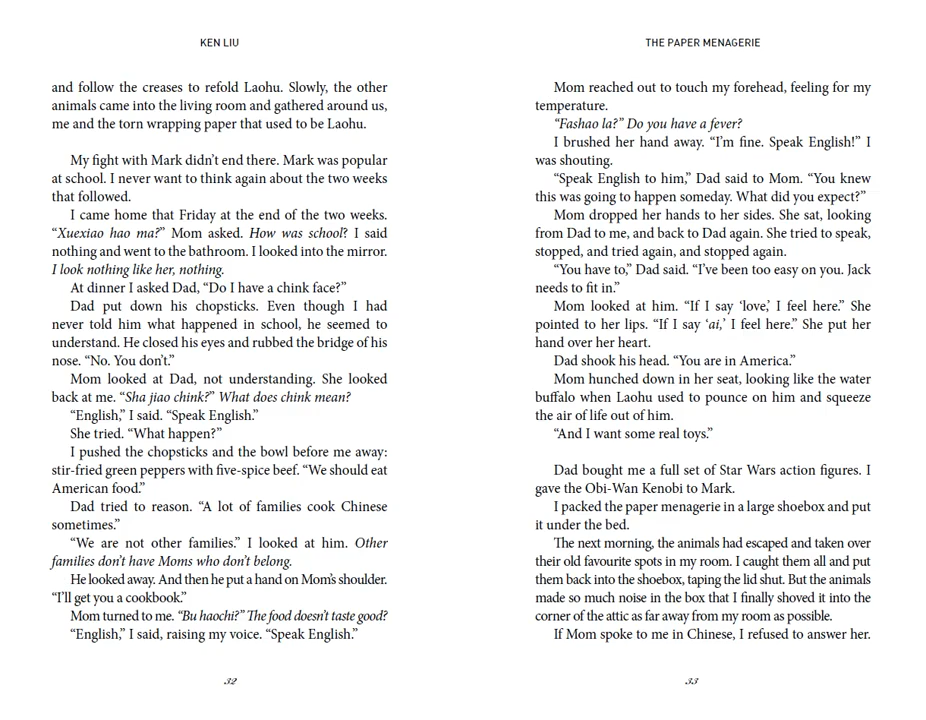 KEN LIU
and follow the creases to refold Laohu. Slowly, the other
animals came into the living room and gathered around us,
me and the torn wrapping paper that used to be Laohu.
My fight with Mark didn’t end there. Mark was popular
at school. I never want to think again about the two weeks
that followed.
I came home that Friday at the end of the two weeks.
“Xuexiao hao ma?” Mom asked. How was school? I said
nothing and went to the bathroom. I looked into the mirror.
I look nothing like her, nothing.
At dinner I asked Dad, “Do I have a chink face?”
Dad put down his chopsticks. Even though I had
never told him what happened in school, he seemed to
understand. He closed his eyes and rubbed the bridge of his
nose. “No. You don’t.”
Mom looked at Dad, not understanding. She looked
back at me. “Sha jiao chink?” What does chink mean?
“English,” I said. “Speak English.”
She tried. “What happen?”
I pushed the chopsticks and the bowl before me away:
stir-fried green peppers with five-spice beef. “We should eat
American food.”
Dad tried to reason. “A lot of families cook Chinese
sometimes.”
“We are not other families.” I looked at him. Other
families don’t have Moms who don’t belong.
He looked away. And then he put a hand on Mom’s shoulder.
“I’ll get you a cookbook.”
Mom turned to me. “Bu haochi?” The food doesn’t taste good?
“English,” I said, raising my voice. “Speak English.”
32
THE PAPER MENAGERIE
Mom reached out to touch my forehead, feeling for my
temperature.
“Fashao la?” Do you have a fever?
I brushed her hand away. “I’m fine. Speak English!” I
was shouting.
“Speak English to him,” Dad said to Mom. “You knew
this was going to happen someday. What did you expect?”
Mom dropped her hands to her sides. She sat, looking
from Dad to me, and back to Dad again. She tried to speak,
stopped, and tried again, and stopped again.
“You have to,” Dad said. “I’ve been too easy on you. Jack
needs to fit in.”
Mom looked at him. “If I say ‘love,’ I feel here.” She
pointed to her lips. “If I say ‘ai,’ I feel here.” She put her
hand over her heart.
Dad shook his head. “You are in America.”
Mom hunched down in her seat, looking like the water
buffalo when Laohu used to pounce on him and squeeze
the air of life out of him.
“And I want some real toys.”
Dad bought me a full set of Star Wars action figures. I
gave the Obi-Wan Kenobi to Mark.
I packed the paper menagerie in a large shoebox and put
it under the bed.
The next morning, the animals had escaped and taken over
their old favourite spots in my room. I caught them all and put
them back into the shoebox, taping the lid shut. But the animals
made so much noise in the box that I finally shoved it into the
corner of the attic as far away from my room as possible.
If Mom spoke to me in Chinese, I refused to answer her.
33